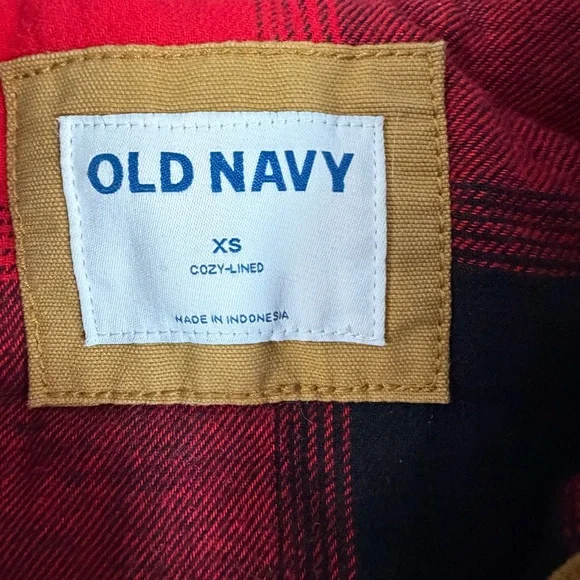 OLD NAVY
XS
COZY-LINED
MADE IN INDONESIA